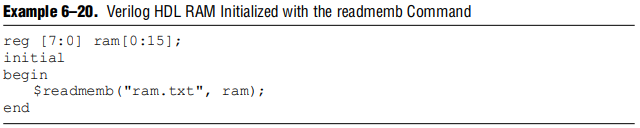 Example 6–20. Verilog HDL RAM Initialized with the readmemb Command
reg [7:0] ram[0:15];
initial
begin
   $readmemb("ram.txt", ram);
end